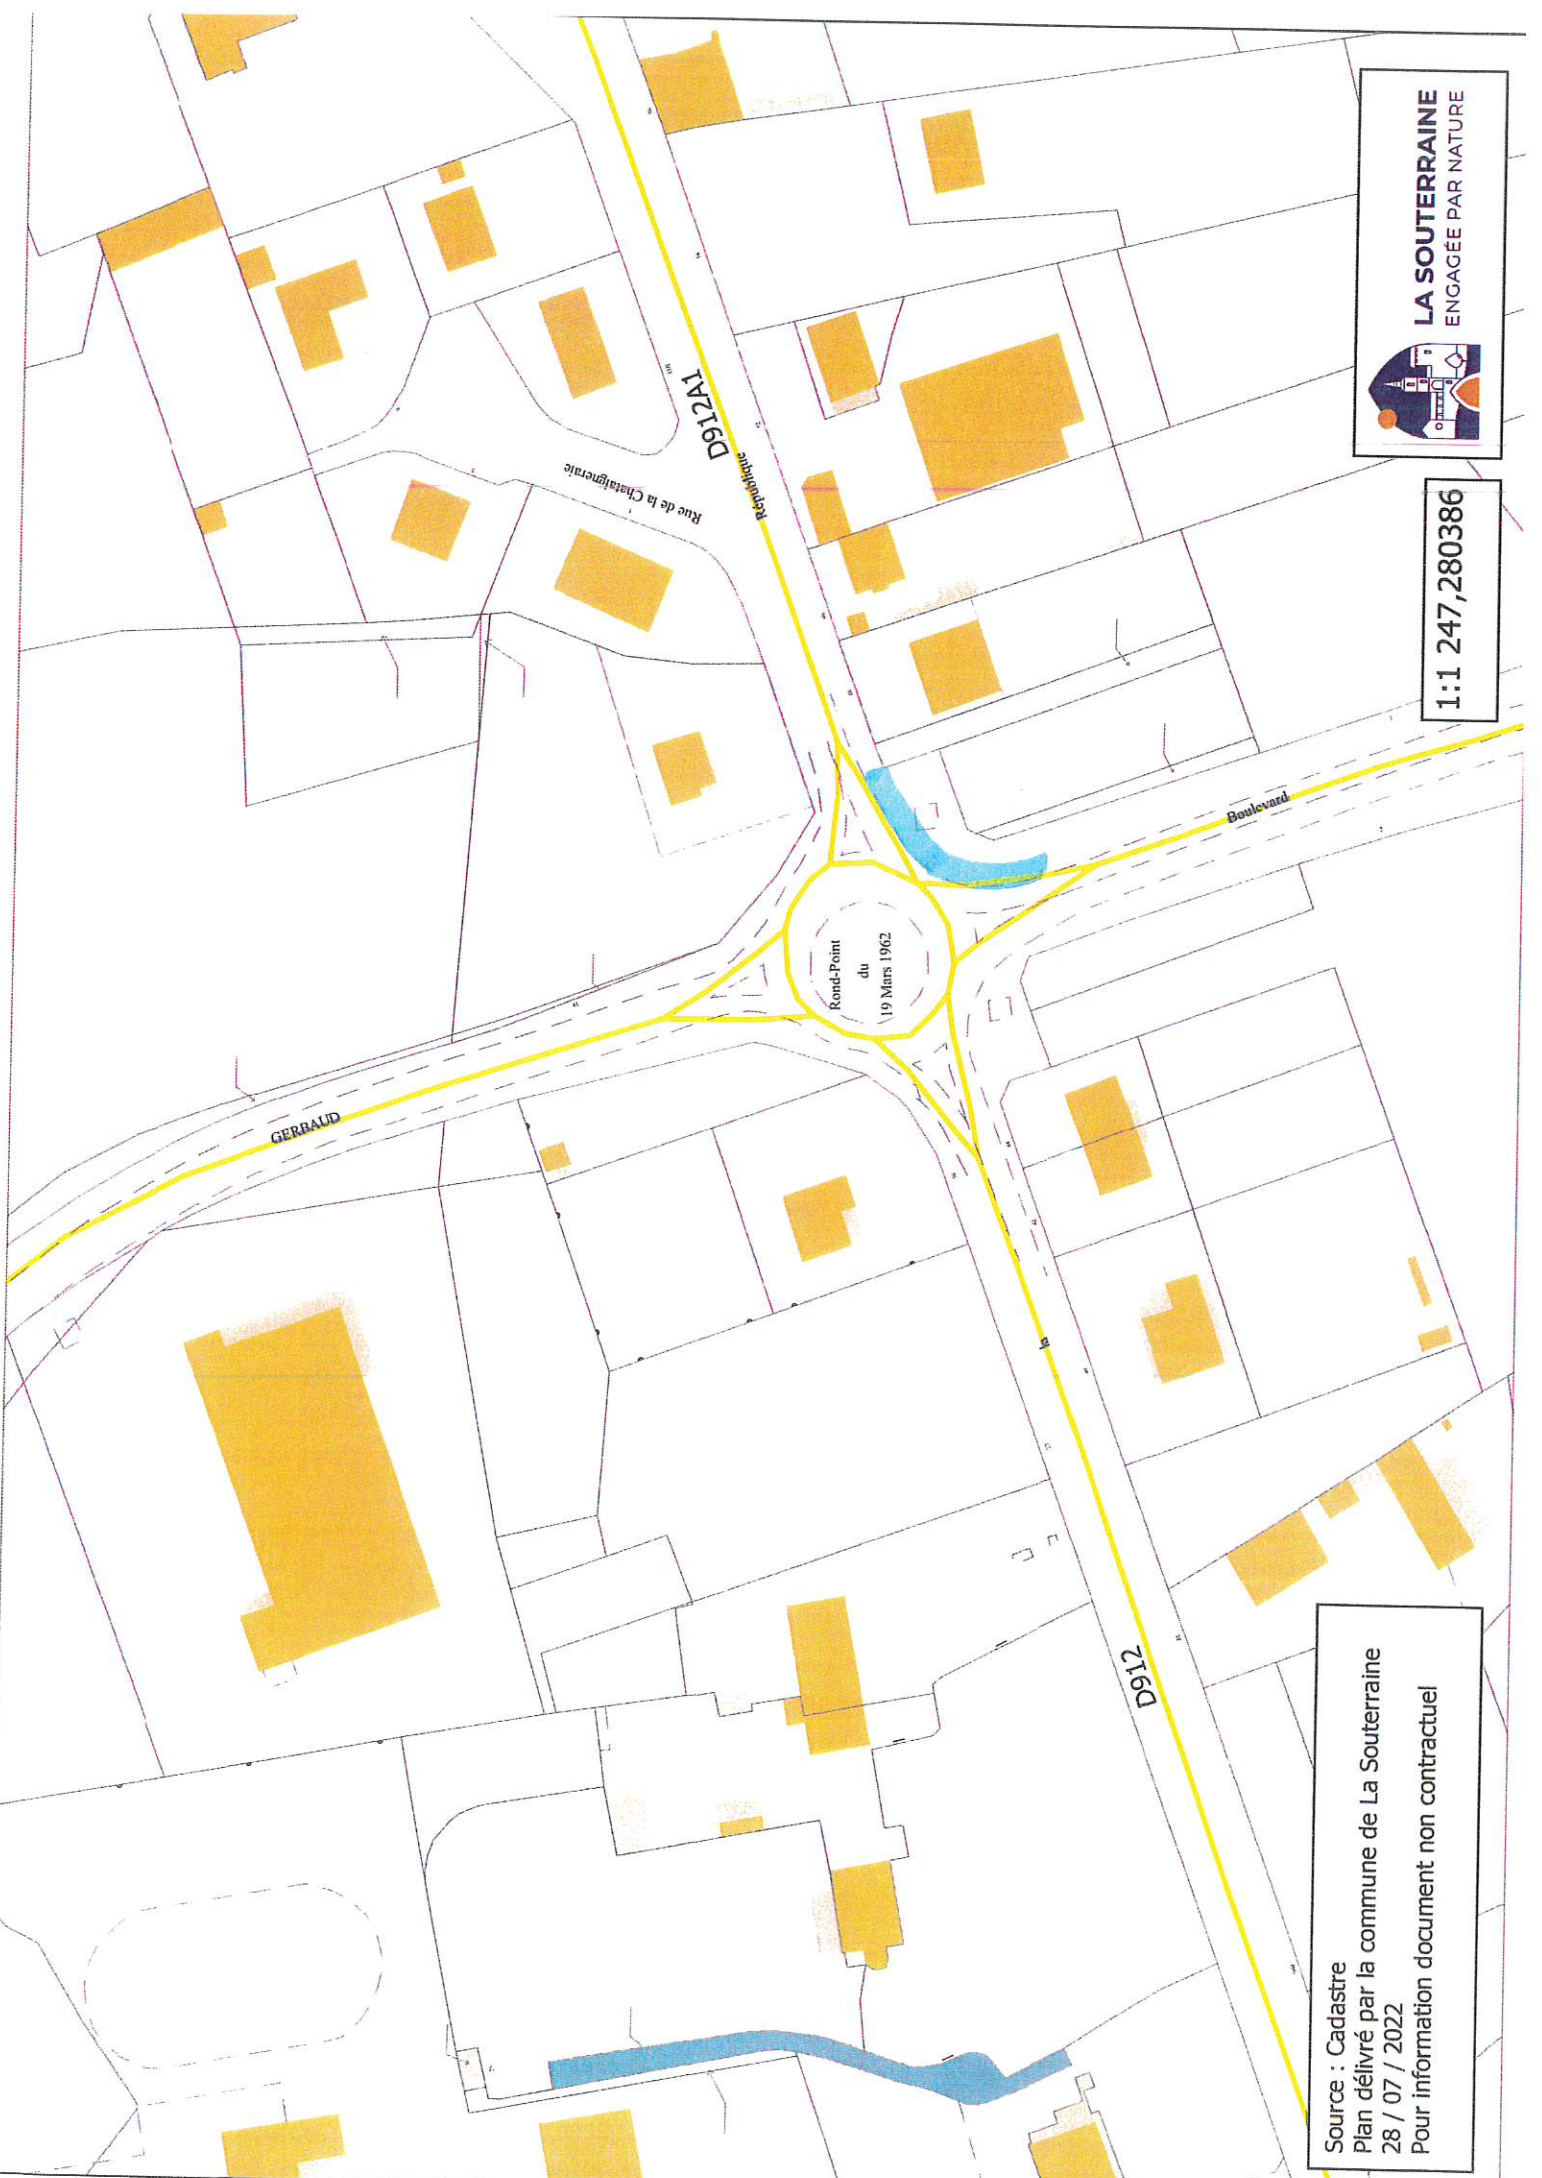 GERBAUD
Rond-Point
du
19 Mars 1962
Rue de la Chataigneraie
D912A1
République
la
D912
Boulevard
LA SOUTERRAINE
ENGAGÉE PAR NATURE
1:1 247,280386
Source : Cadastre
Plan délivré par la commune de La Souterraine
28 / 07 / 2022
Pour information document non contractuel